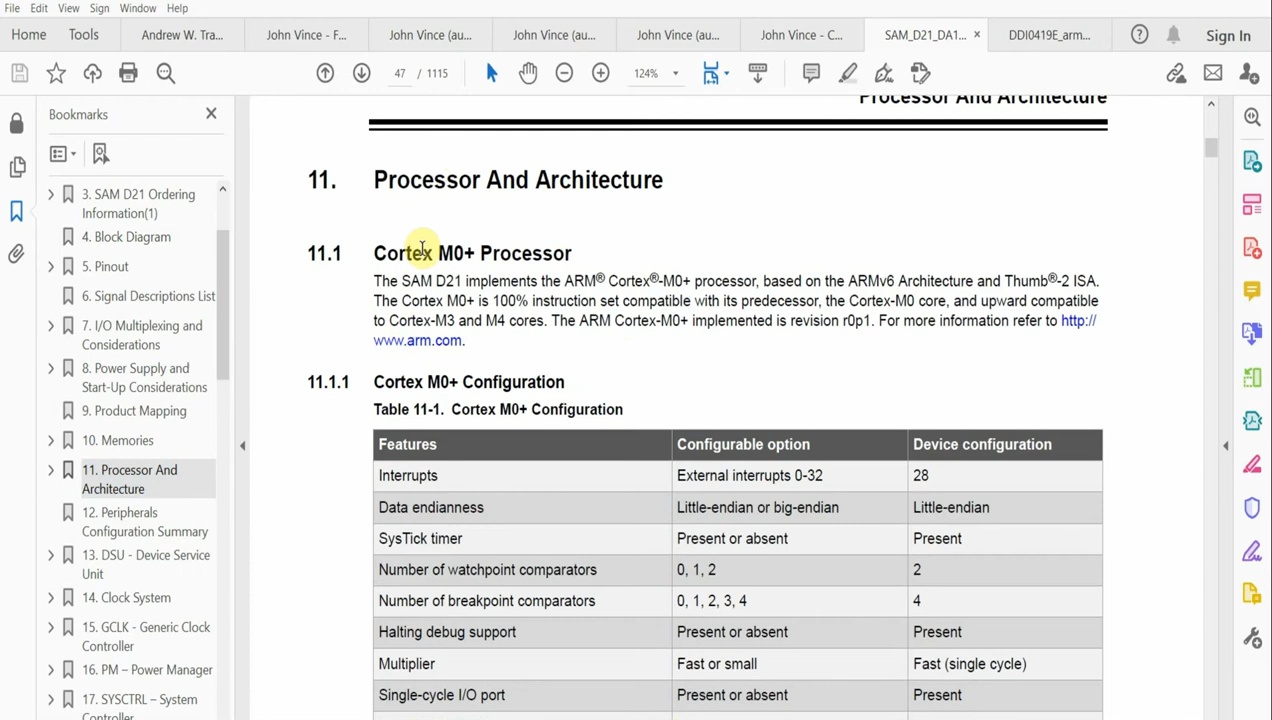 File Edit View Sign Window Help
Home Tools Andrew W. Tra... John Vince - F... John Vince (au... John Vince (au... John Vince (au... John Vince - C... SAM_D21_DA1... × DDI0419E_arm... Sign In
47 / 1115 124%
Bookmarks
3. SAM D21 Ordering
Information(1)
4. Block Diagram
5. Pinout
6. Signal Descriptions List
7. I/O Multiplexing and
Considerations
8. Power Supply and
Start-Up Considerations
9. Product Mapping
10. Memories
11. Processor And
Architecture
12. Peripherals
Configuration Summary
13. DSU - Device Service
Unit
14. Clock System
15. GCLK - Generic Clock
Controller
16. PM – Power Manager
17. SYSCTRL – System
Controller
Processor And Architecture
11. Processor And Architecture
11.1 Cortex M0+ Processor
The SAM D21 implements the ARM® Cortex®-M0+ processor, based on the ARMv6 Architecture and Thumb®-2 ISA.
The Cortex M0+ is 100% instruction set compatible with its predecessor, the Cortex-M0 core, and upward compatible
to Cortex-M3 and M4 cores. The ARM Cortex-M0+ implemented is revision r0p1. For more information refer to http://
www.arm.com.
11.1.1 Cortex M0+ Configuration
Table 11-1. Cortex M0+ Configuration
Features Configurable option Device configuration
Interrupts External interrupts 0-32 28
Data endianness Little-endian or big-endian Little-endian
SysTick timer Present or absent Present
Number of watchpoint comparators 0, 1, 2 2
Number of breakpoint comparators 0, 1, 2, 3, 4 4
Halting debug support Present or absent Present
Multiplier Fast or small Fast (single cycle)
Single-cycle I/O port Present or absent Present